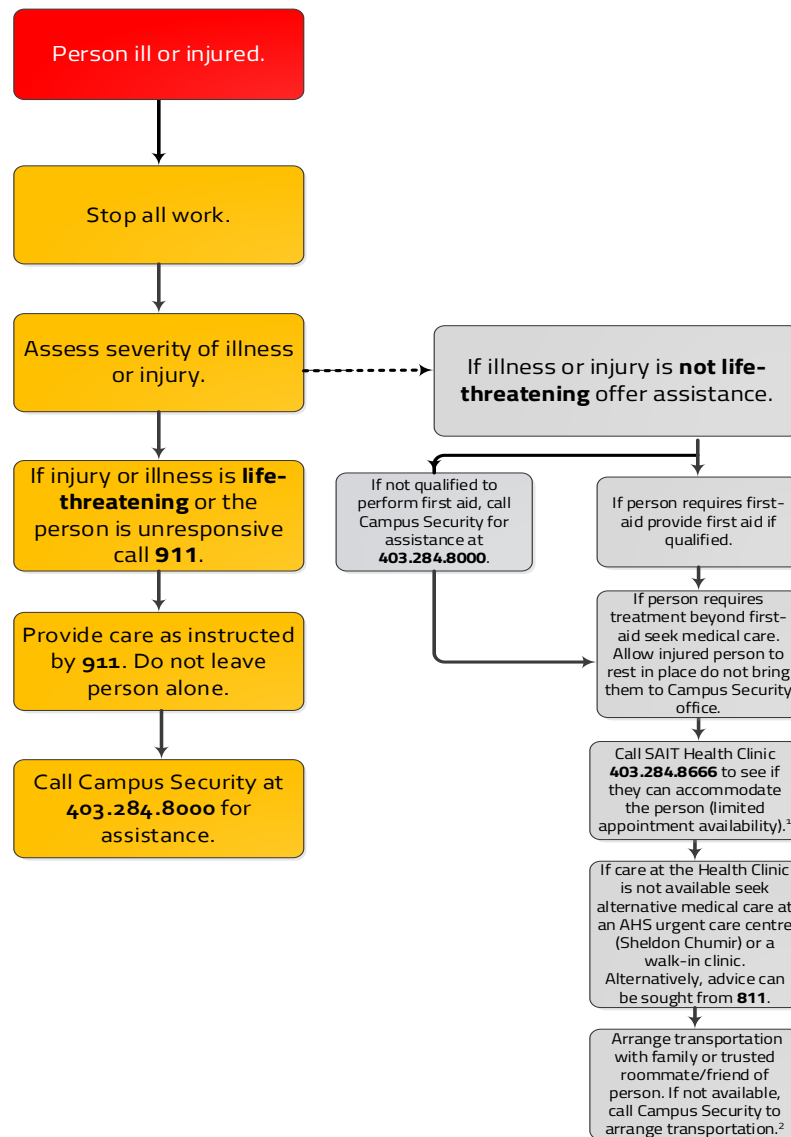 Person ill or injured.
Stop all work.
Assess severity of illness
or injury.
If injury or illness is life-
threatening or the
person is unresponsive
call 911.
Provide care as instructed
by 911. Do not leave
person alone.
Call Campus Security at
403.284.8000 for
assistance.
If illness or injury is not life-
threatening offer assistance.
If not qualified to
perform first aid, call
Campus Security for
assistance at
403.284.8000.
If person requires first-
aid provide first aid if
qualified.
If person requires
treatment beyond first-
aid seek medical care.
Allow injured person to
rest in place do not bring
them to Campus Security
office.
Call SAIT Health Clinic
403.284.8666 to see if
they can accommodate
the person (limited
appointment availability).¹
If care at the Health Clinic
is not available seek
alternative medical care at
an AHS urgent care centre
(Sheldon Chumir) or a
walk-in clinic.
Alternatively, advice can
be sought from 811.
Arrange transportation
with family or trusted
roommate/friend of
person. If not available,
call Campus Security to
arrange transportation.²